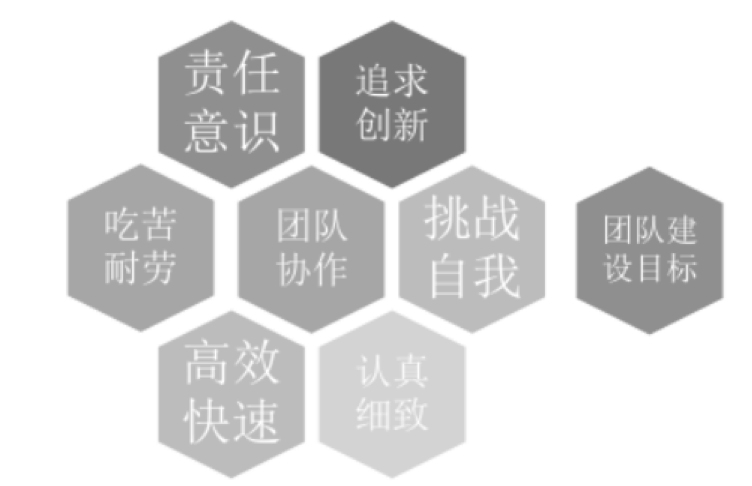 责任
意识
追求
创新
吃苦
耐劳
团队
协作
挑战
自我
团队建
设目标
高效
快速
认真
细致